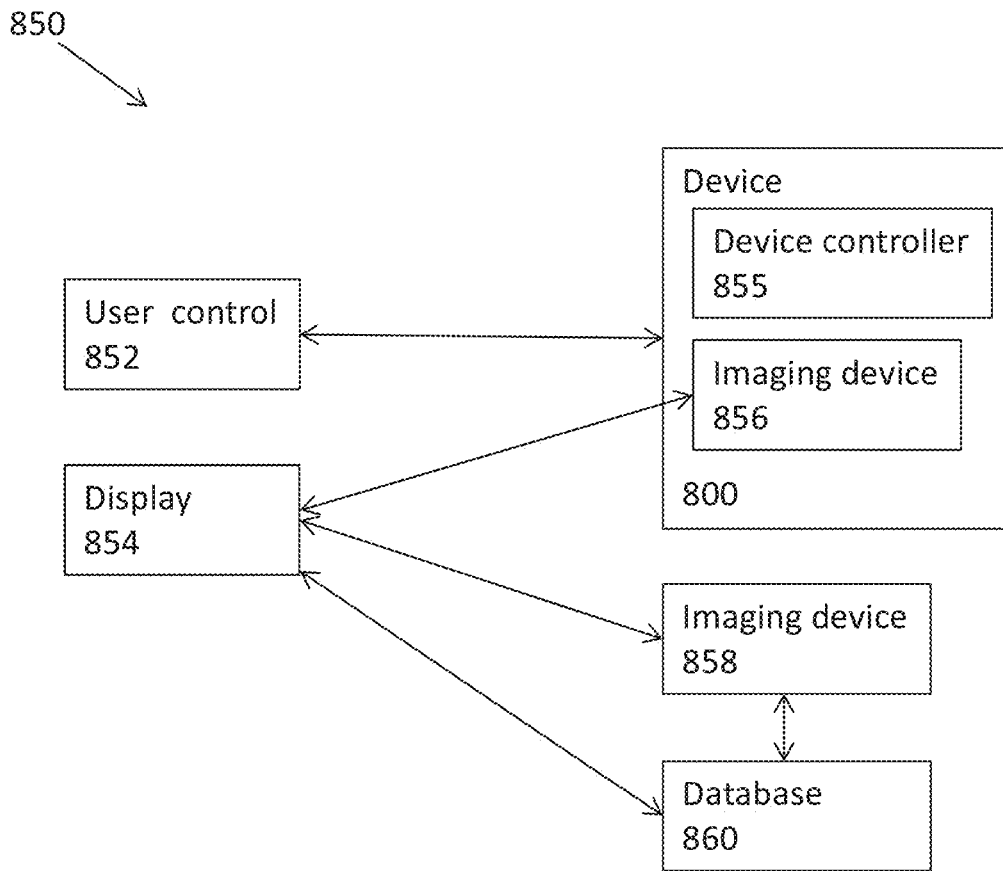 850
Device
Device controller
855
User control
852
Imaging device
856
Display
854
800
Imaging device
858
Database
860